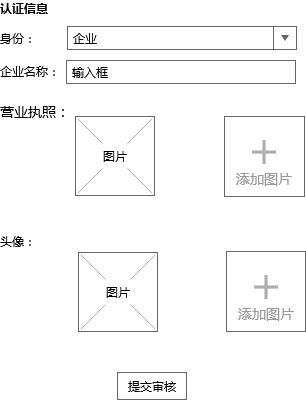 认证信息
身份：
企业
企业名称：
输入框
营业执照：
图片
添加图片
头像：
图片
添加图片
提交审核